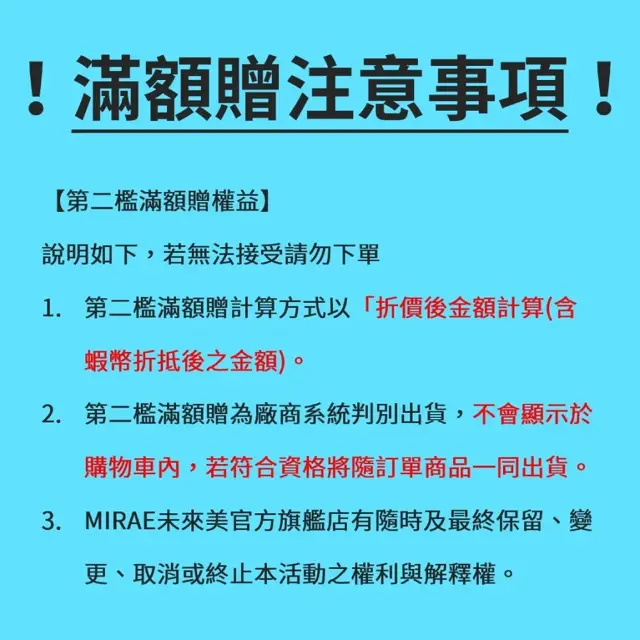 ！滿額贈注意事項！
【第二檻滿額贈權益】
說明如下，若無法接受請勿下單
1. 第二檻滿額贈計算方式以「折價後金額計算(含
蝦幣折抵後之金額)。
2. 第二檻滿額贈為廠商系統判別出貨，不會顯示於
購物車內，若符合資格將隨訂單商品一同出貨。
3. MIRAE未來美官方旗艦店有隨時及最終保留、變
更、取消或終止本活動之權利與解釋權。